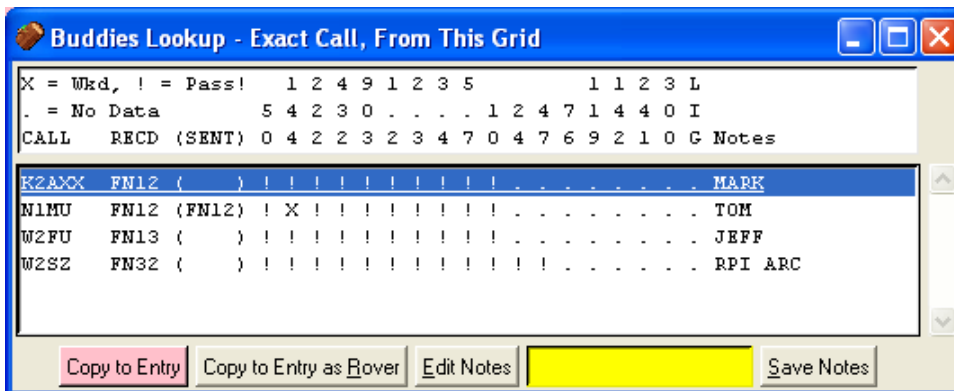 Buddies Lookup - Exact Call, From This Grid
X = Wkd, ! = Pass! 1 2 4 9 1 2 3 5 1 1 2 3 L
. = No Data 5 4 2 3 0 . . . . 1 2 4 7 1 4 4 0 I
CALL RECD (SENT) 0 4 2 2 3 2 3 4 7 0 4 7 6 9 2 1 0 G Notes
K2AXX FN12 ( ) ! ! ! ! ! ! ! ! ! ! . . . . . . . . MARK
N1MU FN12 (FN12) ! X ! ! ! ! ! ! ! ! . . . . . . . . TOM
W2FU FN13 ( ) ! ! ! ! ! ! ! ! ! ! . . . . . . . . JEFF
W2SZ FN32 ( ) ! ! ! ! ! ! ! ! ! ! ! ! . . . . . . RPI ARC
Copy to Entry Copy to Entry as Rover Edit Notes Save Notes